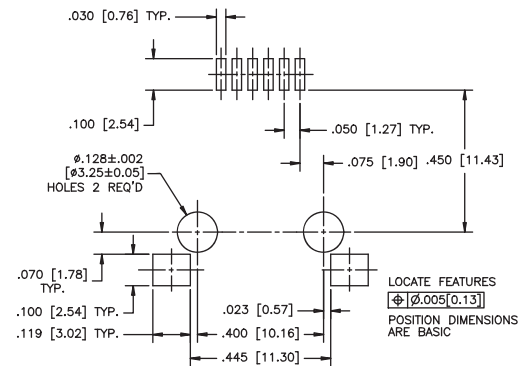 .030 [0.76] TYP.
.100 [2.54]
.050 [1.27] TYP.
.075 [1.90]
.450 [11.43]
ø.128±.002
[ø3.25±0.05]
HOLES 2 REQ'D
.070 [1.78]
TYP.
.100 [2.54] TYP.
.119 [3.02] TYP.
.023 [0.57]
.400 [10.16]
.445 [11.30]
LOCATE FEATURES
⌖ Ø.005[0.13]
POSITION DIMENSIONS
ARE BASIC